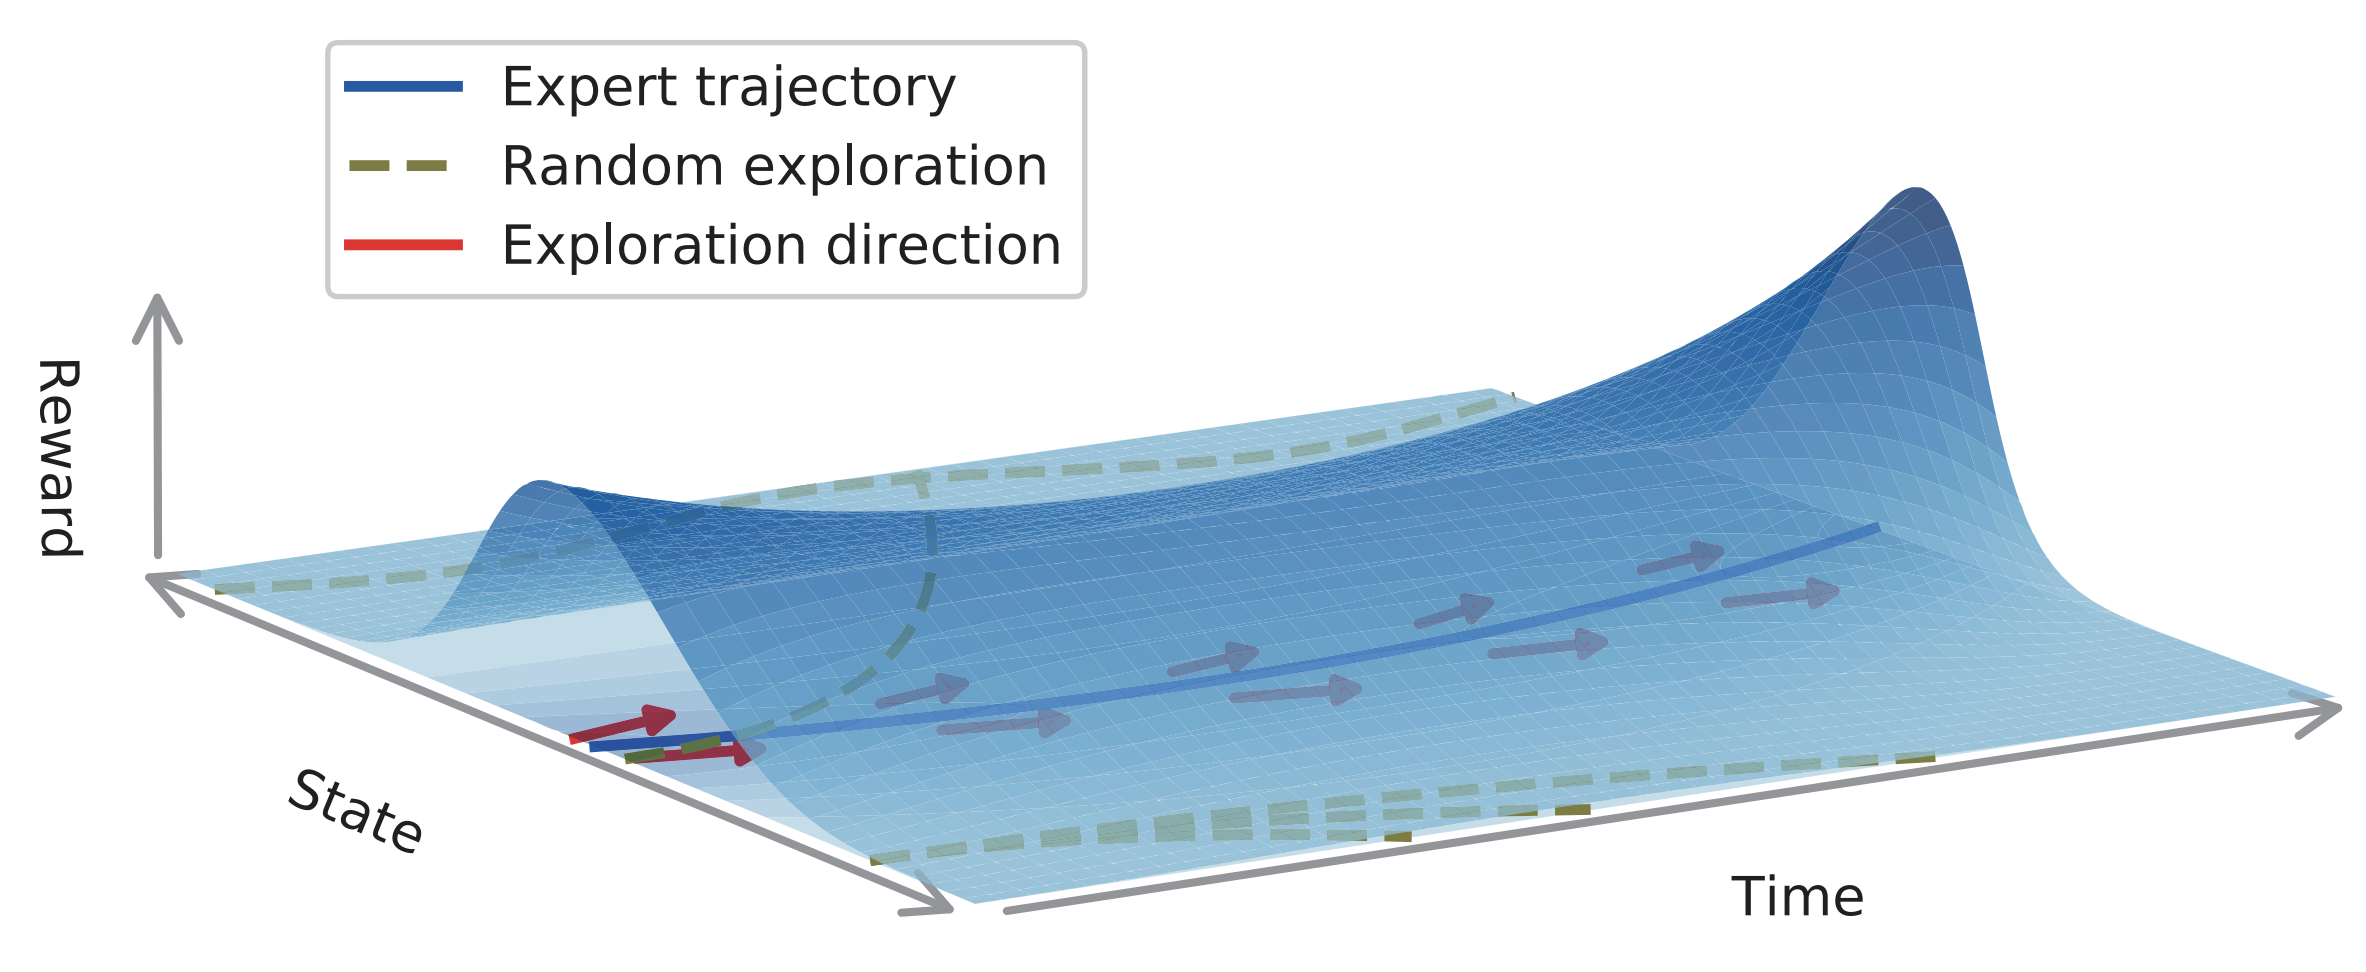 Expert trajectory
Random exploration
Exploration direction
Reward
State
Time